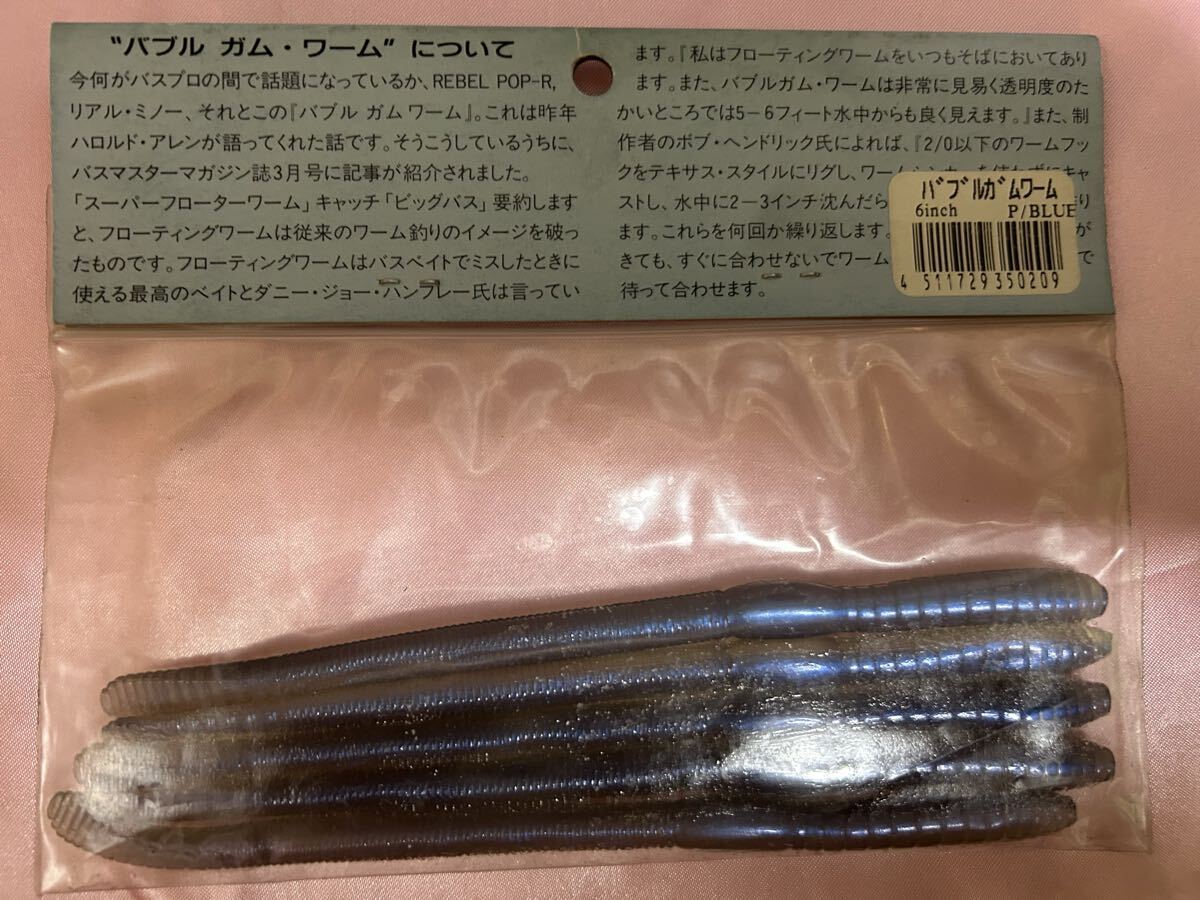 “バブル ガム・ワーム”について
今何がバスプロの間で話題になっているか、REBEL POP-R,
リアル・ミノー、それとこの『バブル ガム ワーム』。これは昨年
ハロルド・アレンが語ってくれた話です。そうこうしているうちに、
バスマスターマガジン誌3月号に記事が紹介されました。
「スーパーフローターワーム」キャッチ「ビッグバス」要約します
と、フローティングワームは従来のワーム釣りのイメージを破っ
たものです。フローティングワームはバスベイトでミスしたときに
使える最高のベイトとダニー・ジョー・ハンフレー氏は言ってい
ます。『私はフローティングワームをいつもそばにおいてあり
ます。また、バブルガム・ワームは非常に見易く透明度のた
かいところでは5−6フィート水中からも良く見えます。』また、制
作者のボブ・ヘンドリック氏によれば、『2/0以下のワームフッ
クをテキサス・スタイルにリグし、ワーム
ストし、水中に2−3インチ沈んだら
ます。これらを何回か繰り返します。
きても、すぐに合わせないでワーム
待って合わせます。
ﾊﾞﾌﾞﾙｶﾞﾑワーム
6inch P/BLUE
4 511729 350209